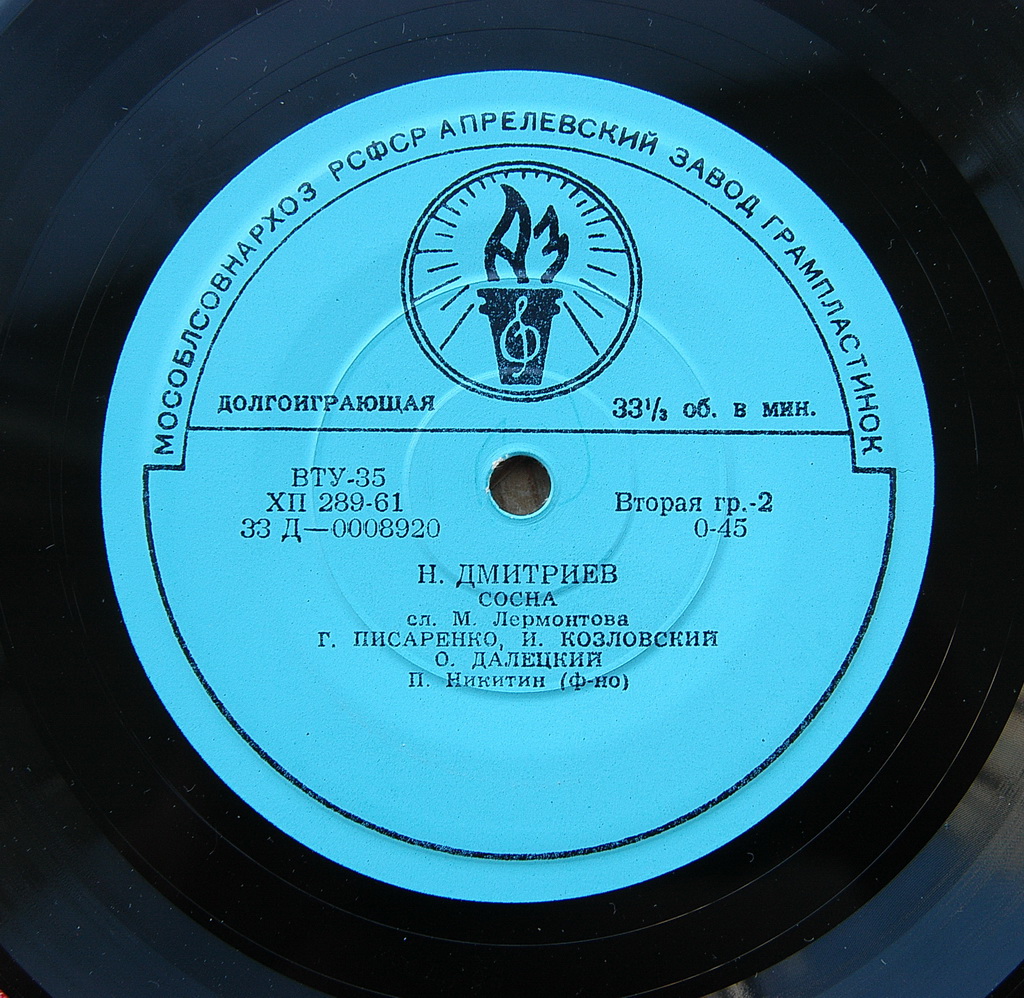 МОСОБЛСОВНАРХОЗ РСФСР АПРЕЛЕВСКИЙ ЗАВОД ГРАМПЛАСТИНОК
АЗ
ДОЛГОИГРАЮЩАЯ
33⅓ об. в мин.
ВТУ-35
ХП 289-61
33 Д—0008920
Вторая гр.-2
0-45
Н. ДМИТРИЕВ
СОСНА
сл. М. Лермонтова
Г. ПИСАРЕНКО, И. КОЗЛОВСКИЙ
О. ДАЛЕЦКИЙ
П. Никитин (ф-но)